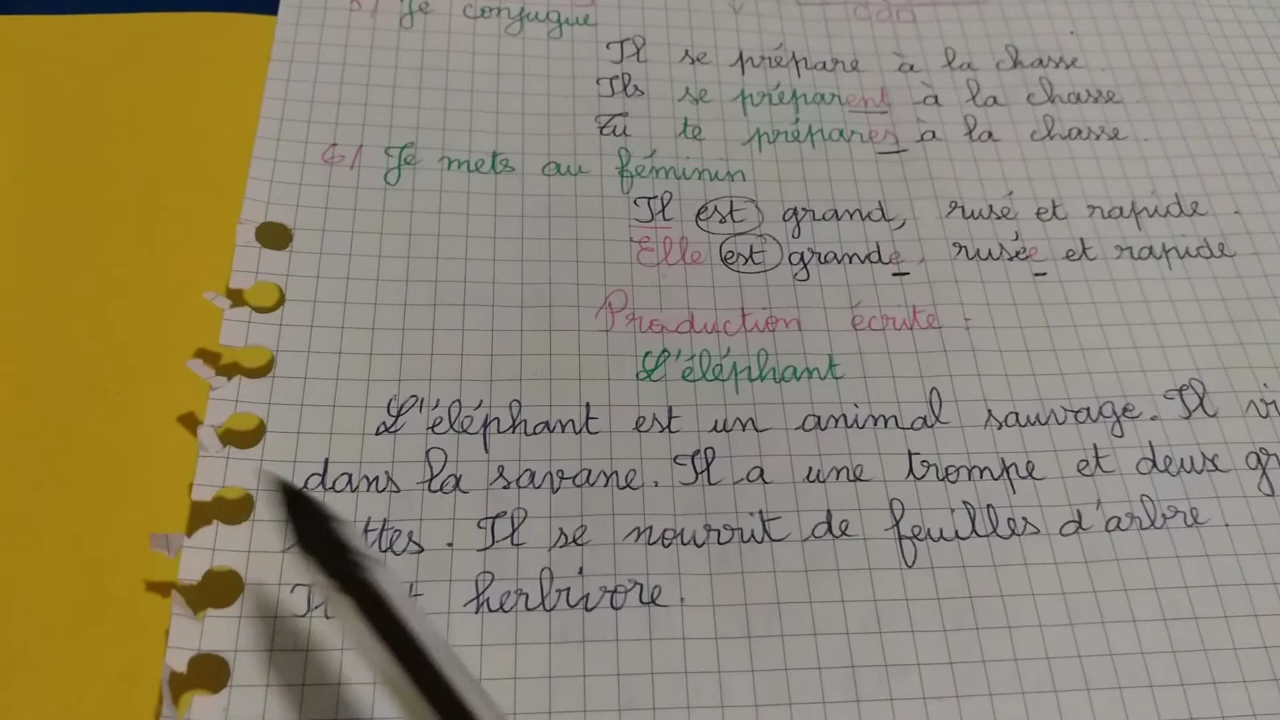 Je conjugue
Il se prépare à la chasse
Ils se préparent à la chasse
Tu te prépares à la chasse.
6/ Je mets au féminin
Il est grand, rusé et rapide.
Elle est grande, rusée et rapide
Production écrite :
L'éléphant
L'éléphant est un animal sauvage. Il
dans la savane. Il a une trompe et deux
. Il se nourrit de feuilles d'arbre.
herbivore.